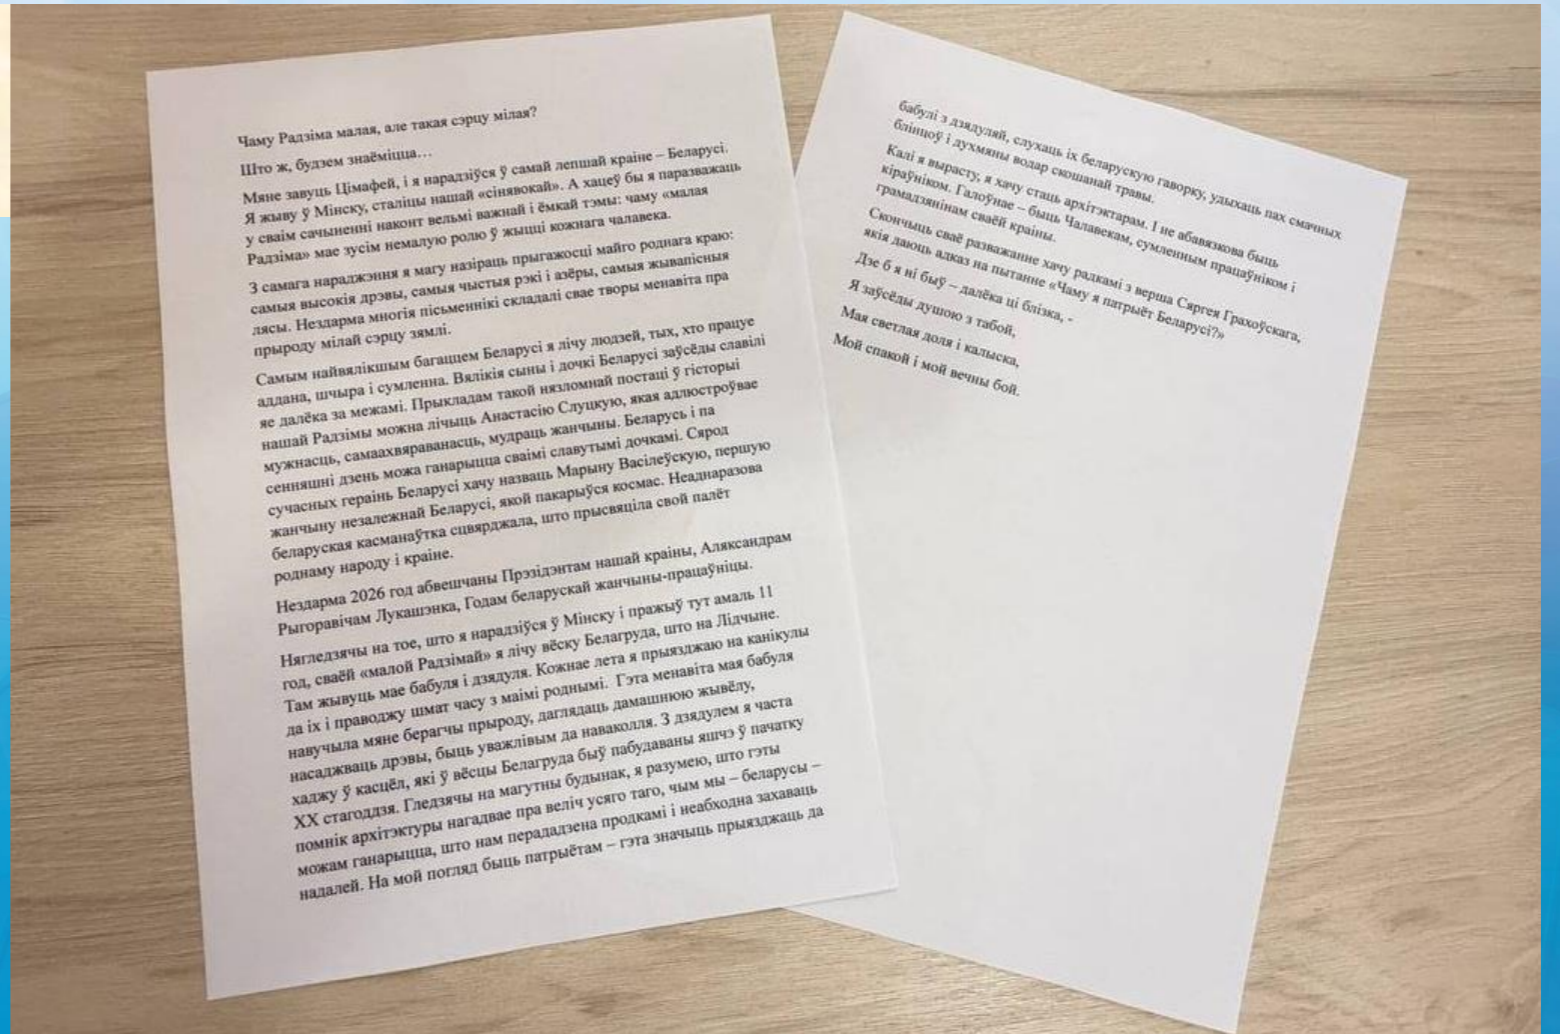 Чаму Радзіма малая, але такая сэрцу мілая?
Што ж, будзем знаёміцца…
Мяне завуць Цімафей, і я нарадзіўся ў самай лепшай краіне – Беларусі.
Я жыву ў Мінску, сталіцы нашай «сінявокай». А хацеў бы я паразважаць
у сваім сачыненні наконт вельмі важнай і ёмкай тэмы: чаму «малая
Радзіма» мае зусім немалую ролю ў жыцці кожнага чалавека.
З самага нараджэння я магу назіраць прыгажосці майго роднага краю:
самыя высокія дрэвы, самыя чыстыя рэкі і азёры, самыя жывапісныя
лясы. Нездарма многія пісьменнікі складалі свае творы менавіта пра
прыроду мілай сэрцу зямлі.
Самым найвялікшым багаццем Беларусі я лічу людзей, тых, хто працуе
аддана, шчыра і сумленна. Вялікія сыны і дочкі Беларусі заўсёды славілі
яе далёка за межамі. Прыкладам такой нязломнай постаці ў гісторыі
нашай Радзімы можна лічыць Анастасію Слуцкую, якая адлюстроўвае
мужнасць, самаахвяраванасць, мудраць жанчыны. Беларусь і па
сенняшні дзень можа ганарыцца сваімі славутымі дочкамі. Сярод
сучасных гераінь Беларусі хачу назваць Марыну Васілеўскую, першую
жанчыну незалежнай Беларусі, якой пакарыўся космас. Неаднаразова
беларуская касманаўтка сцвярджала, што прысвяціла свой палёт
роднаму народу і краіне.
Нездарма 2026 год абвешчаны Прэзідэнтам нашай краіны, Аляксандрам
Рыгоравічам Лукашэнка, Годам беларускай жанчыны-працаўніцы.
Нягледзячы на тое, што я нарадзіўся ў Мінску і пражыў тут амаль 11
год, сваёй «малой Радзімай» я лічу вёску Белагруда, што на Лідчыне.
Там жывуць мае бабуля і дзядуля. Кожнае лета я прыязджаю на канікулы
да іх і праводжу шмат часу з маімі роднымі. Гэта менавіта мая бабуля
навучыла мяне берагчы прыроду, даглядаць дамашнюю жывёлу,
насаджваць дрэвы, быць уважлівым да наваколля. З дзядулем я часта
хаджу ў касцёл, які ў вёсцы Белагруда быў пабудаваны яшчэ ў пачатку
XX стагоддзя. Гледзячы на магутны будынак, я разумею, што гэты
помнік архітэктуры нагадвае пра веліч усяго таго, чым мы – беларусы –
можам ганарыцца, што нам перададзена продкамі і неабходна захаваць
надалей. На мой погляд быць патрыётам – гэта значыць прыязджаць да
бабулі з дзядуляй, слухаць іх беларускую гаворку, удыхаць пах смачных
блінцоў і духмяны водар скошанай травы.
Калі я вырасту, я хачу стаць архітэктарам. І не абавязкова быць
кіраўніком. Галоўнае – быць Чалавекам, сумленным працаўніком і
грамадзянінам сваёй краіны.
Скончыць сваё разважанне хачу радкамі з верша Сяргея Грахоўскага,
якія даюць адказ на пытанне «Чаму я патрыёт Беларусі?»
Дзе б я ні быў – далёка ці блізка, -
Я заўсёды душою з табой,
Мая светлая доля і калыска,
Мой спакой і мой вечны бой.